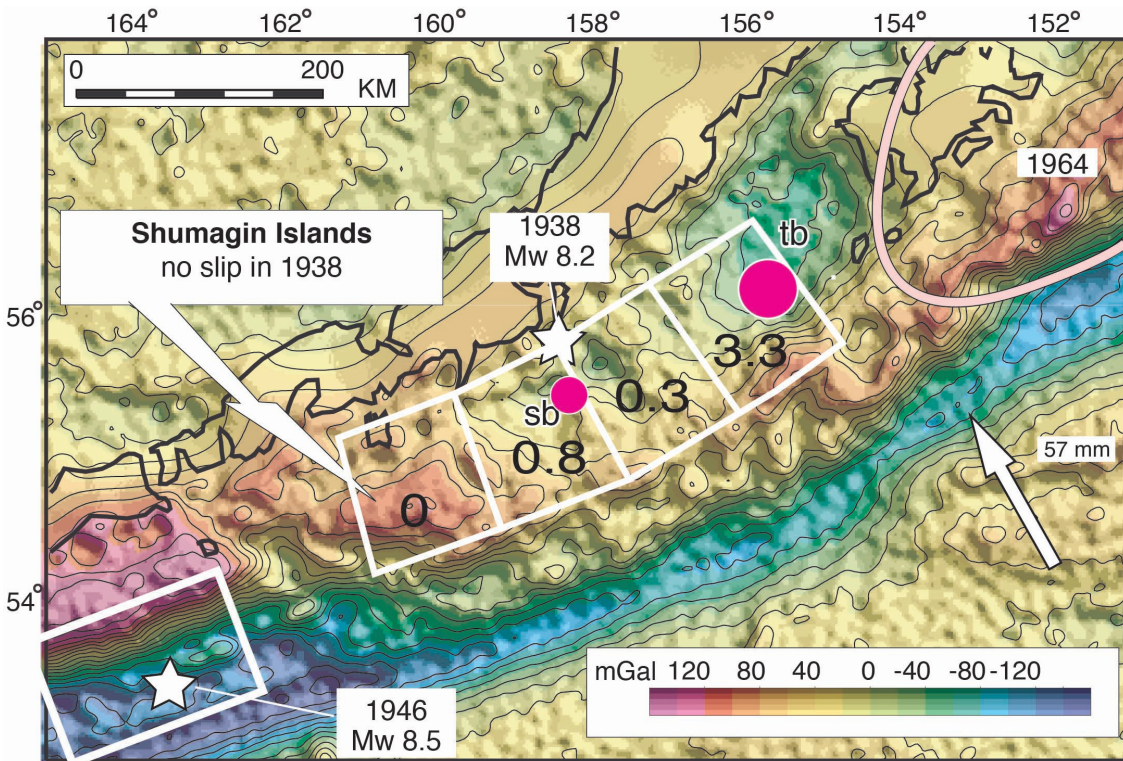 164° 162° 160° 158° 156° 154° 152°
0 200
KM
1964
Shumagin Islands
no slip in 1938
1938
Mw 8.2
tb
56°
3.3
0.3
sb
0.8
57 mm
0
54°
mGal 120 80 40 0 -40 -80 -120
1946
Mw 8.5